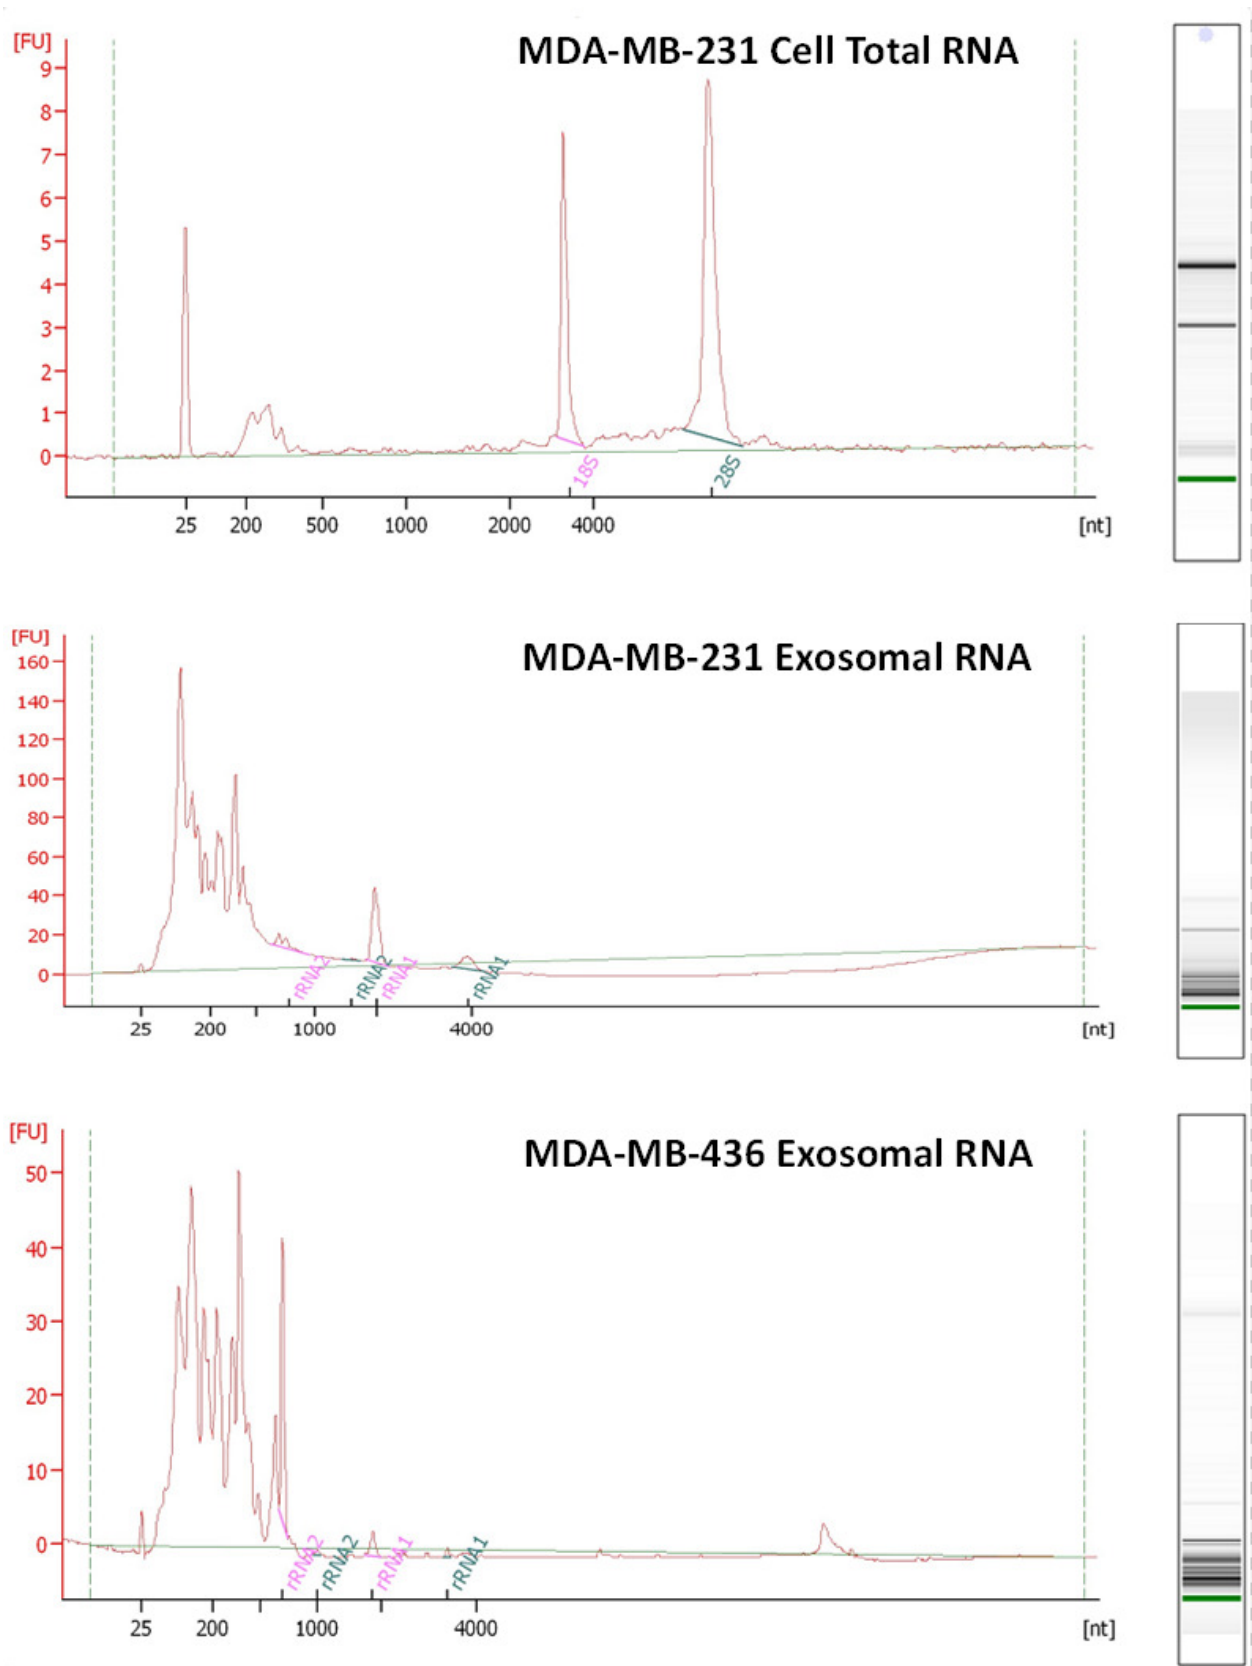 MDA-MB-231 Cell Total RNA
[FU]
9
8
7
6
5
4
3
2
1
0
18S
28S
25 200 500 1000 2000 4000 [nt]
MDA-MB-231 Exosomal RNA
[FU]
160
140
120
100
80
60
40
20
0
rRNA2 rRNA2 rRNA1 rRNA1
25 200 1000 4000 [nt]
MDA-MB-436 Exosomal RNA
[FU]
50
40
30
20
10
0
rRNA2 rRNA2 rRNA1 rRNA1
25 200 1000 4000 [nt]